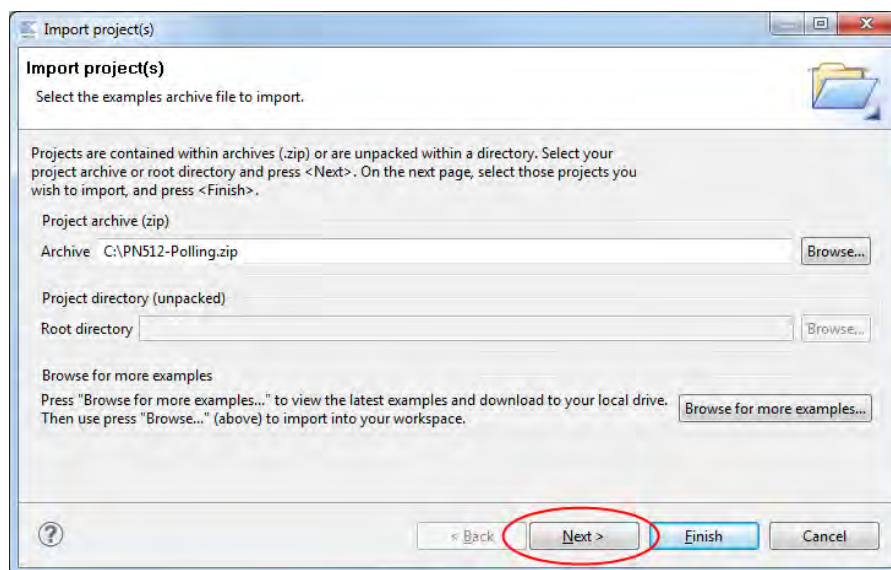 Import project(s)
Import project(s)
Select the examples archive file to import.
Projects are contained within archives (.zip) or are unpacked within a directory. Select your
project archive or root directory and press <Next>. On the next page, select those projects you
wish to import, and press <Finish>.
Project archive (zip)
Archive C:\PN512-Polling.zip Browse...
Project directory (unpacked)
Root directory Browse...
Browse for more examples
Press "Browse for more examples..." to view the latest examples and download to your local drive.
Then use press "Browse..." (above) to import into your workspace.
Browse for more examples...
? < Back Next > Finish Cancel